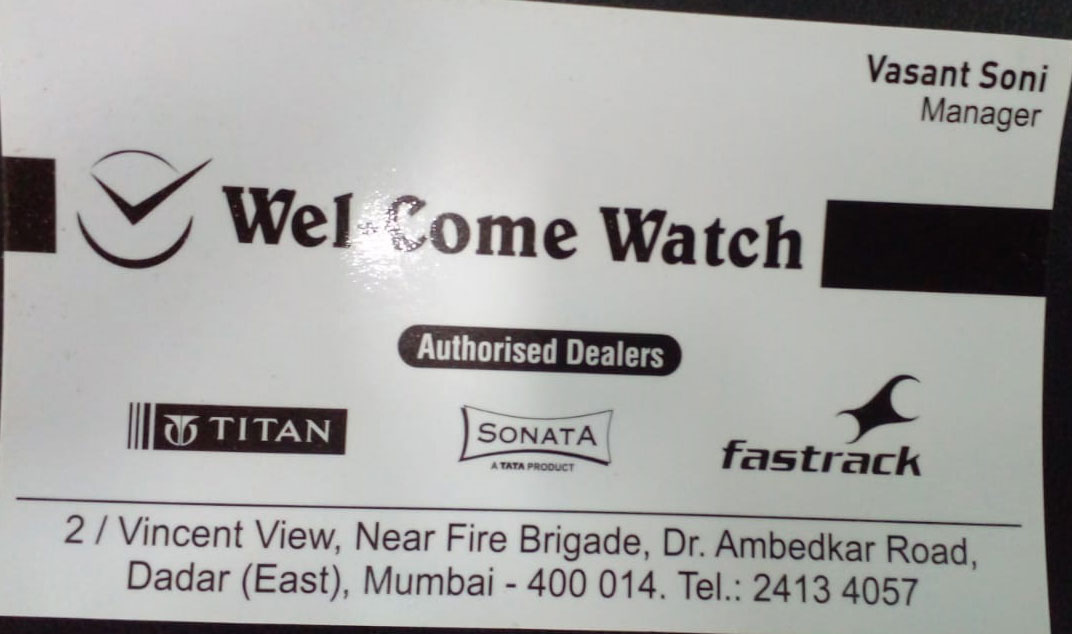 Vasant Soni
Manager
Wel-Come Watch
Authorised Dealers
TITAN
SONATA
A TATA PRODUCT
fastrack
2 / Vincent View, Near Fire Brigade, Dr. Ambedkar Road,
Dadar (East), Mumbai - 400 014. Tel.: 2413 4057